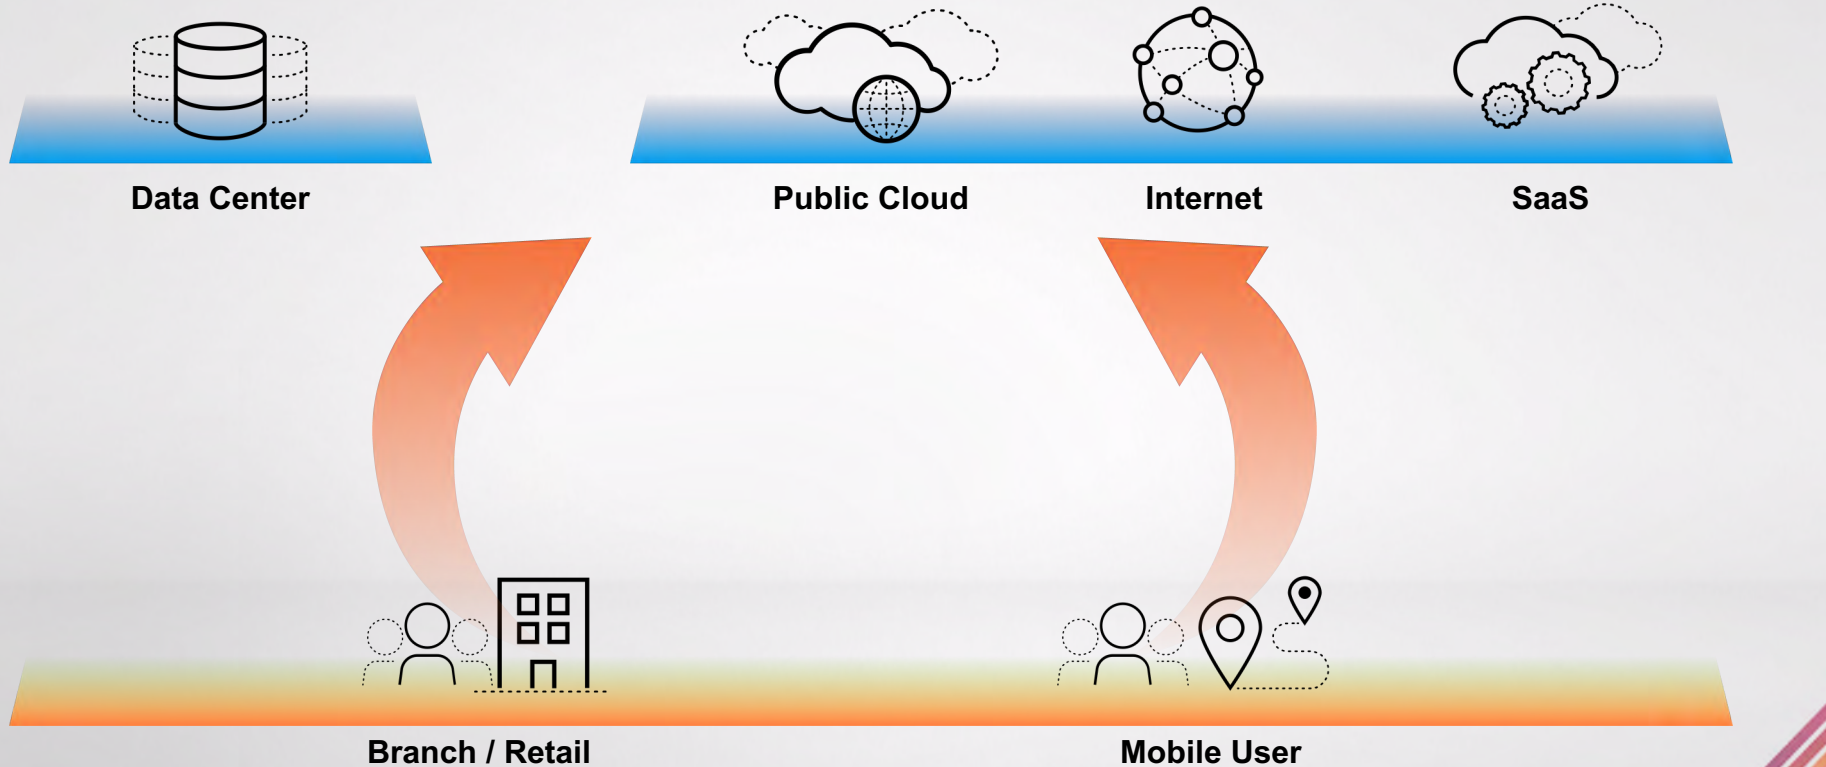 Data Center
Public Cloud
Internet
SaaS
Branch / Retail
Mobile User